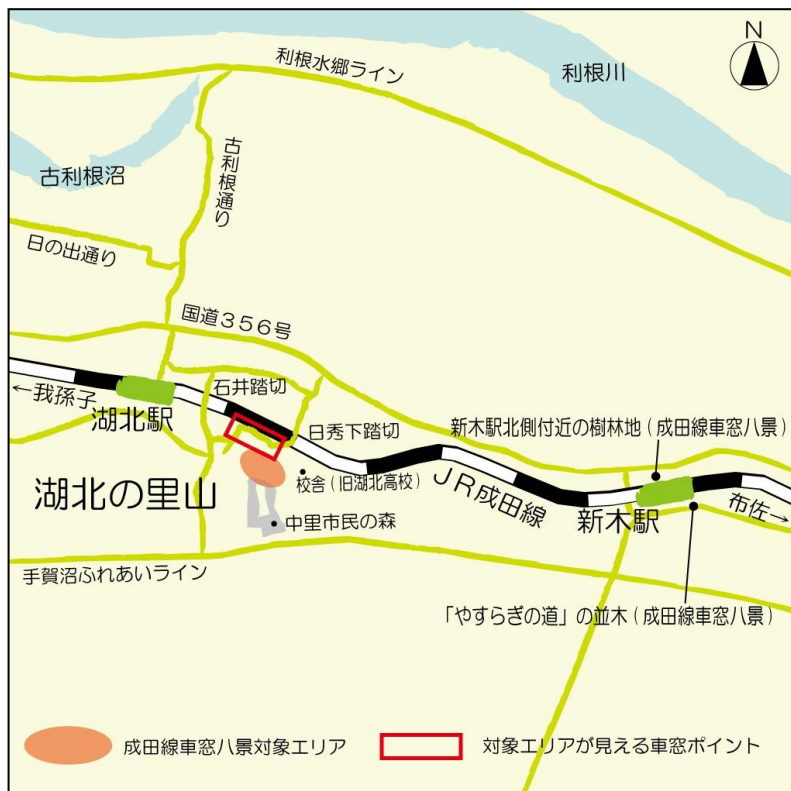 N
利根水郷ライン
利根川
古利根沼
古利根通り
日の出通り
国道356号
←我孫子
湖北駅
石井踏切
日秀下踏切
新木駅北側付近の樹林地(成田線車窓八景)
校舎(旧湖北高校)
JR成田線
湖北の里山
新木駅
布佐→
中里市民の森
手賀沼ふれあいライン
「やすらぎの道」の並木(成田線車窓八景)
成田線車窓八景対象エリア
対象エリアが見える車窓ポイント